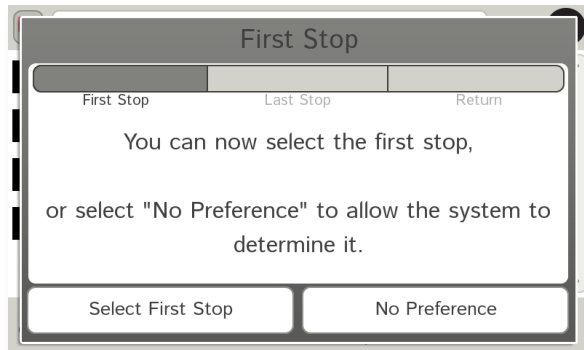 First Stop
First Stop Last Stop Return
You can now select the first stop,
or select "No Preference" to allow the system to
determine it.
Select First Stop No Preference